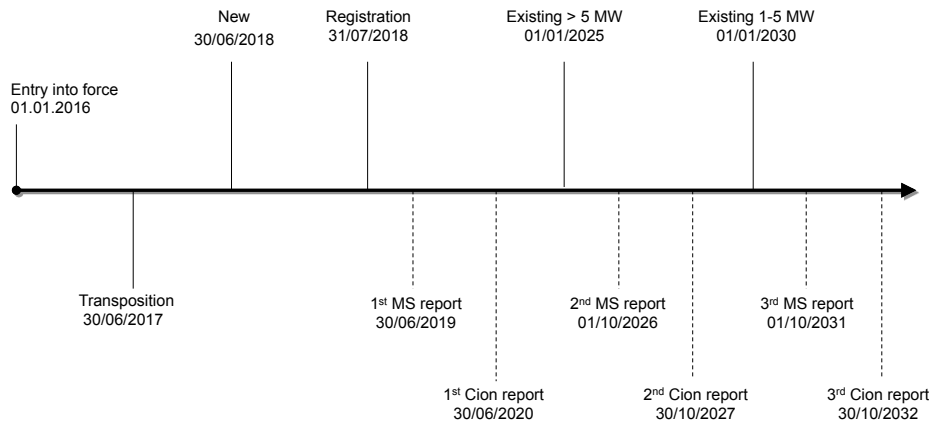 New
30/06/2018
Registration
31/07/2018
Existing > 5 MW
01/01/2025
Existing 1-5 MW
01/01/2030
Entry into force
01.01.2016
Transposition
30/06/2017
1st MS report
30/06/2019
2nd MS report
01/10/2026
3rd MS report
01/10/2031
1st Cion report
30/06/2020
2nd Cion report
30/10/2027
3rd Cion report
30/10/2032